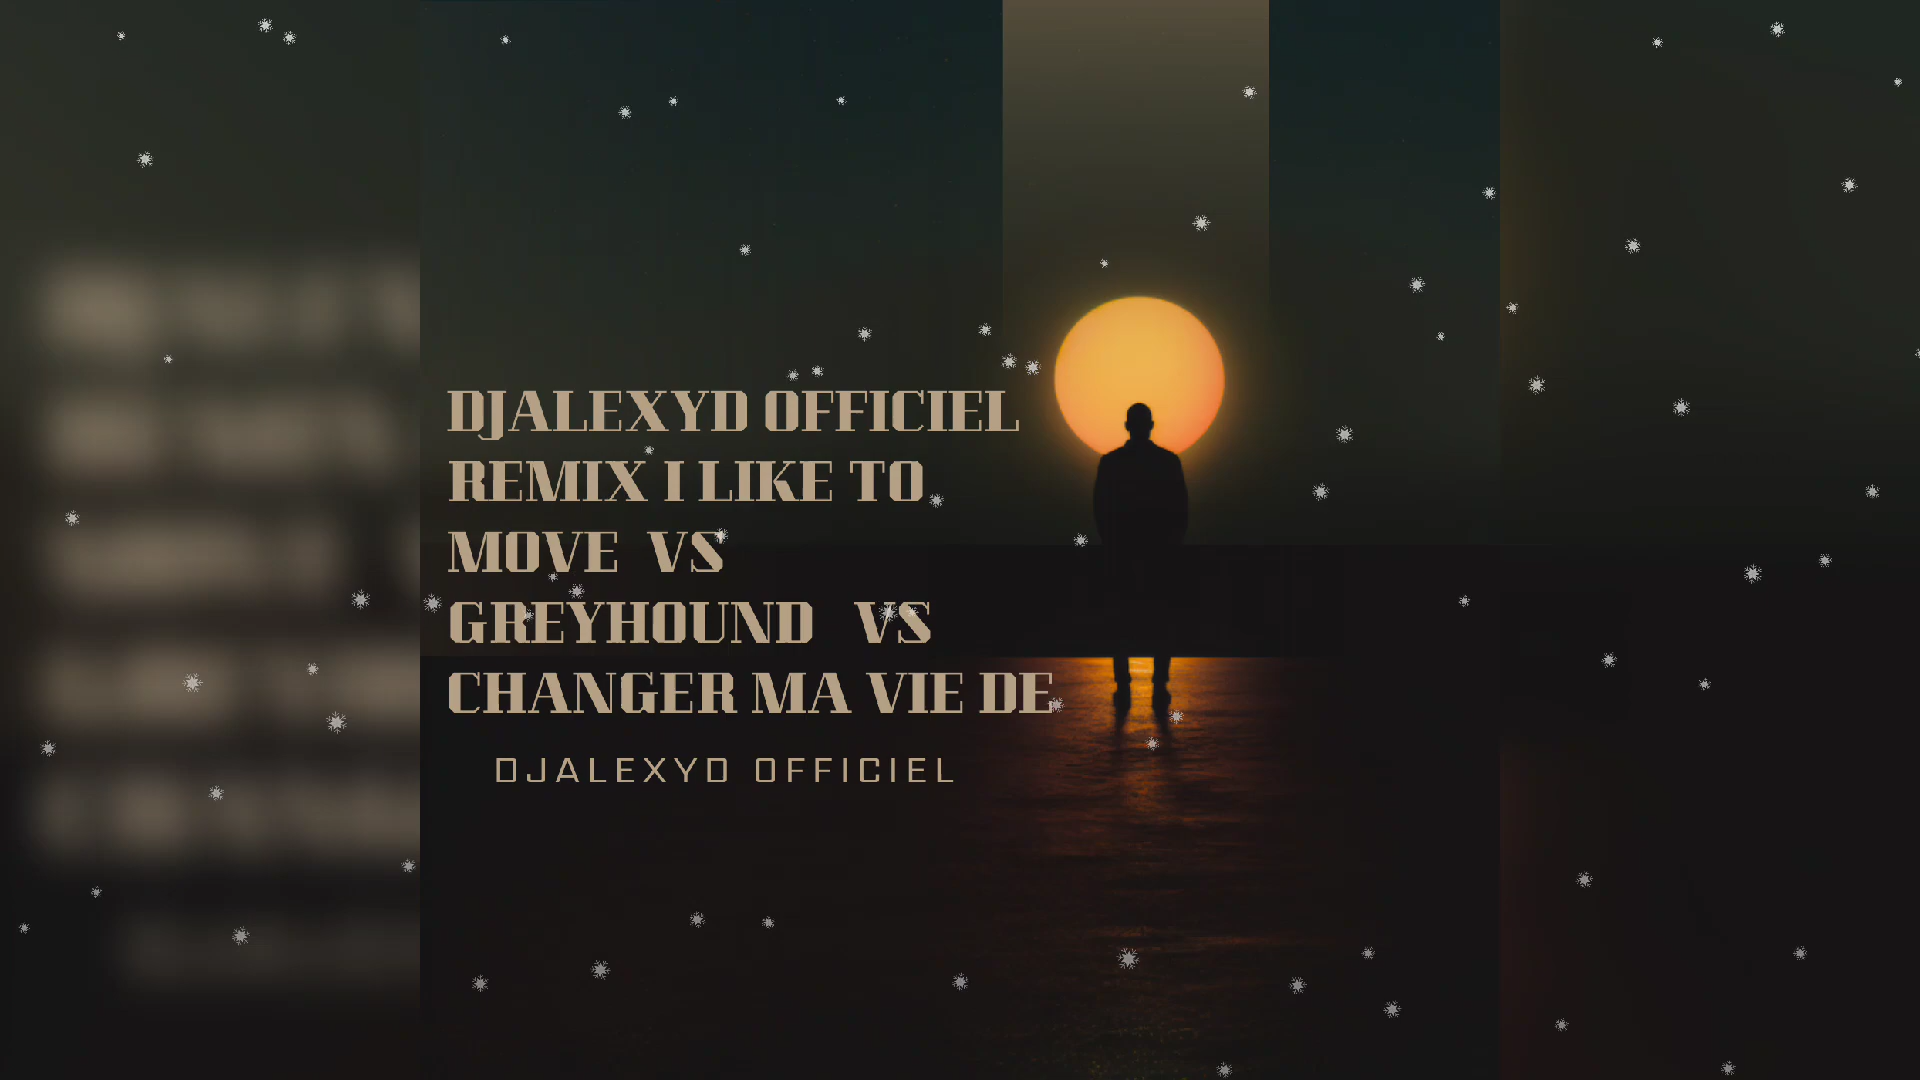 DJALEXYD OFFICIEL
REMIX I LIKE TO
MOVE VS
GREYHOUND VS
CHANGER MA VIE DE
DJALEXYD OFFICIEL